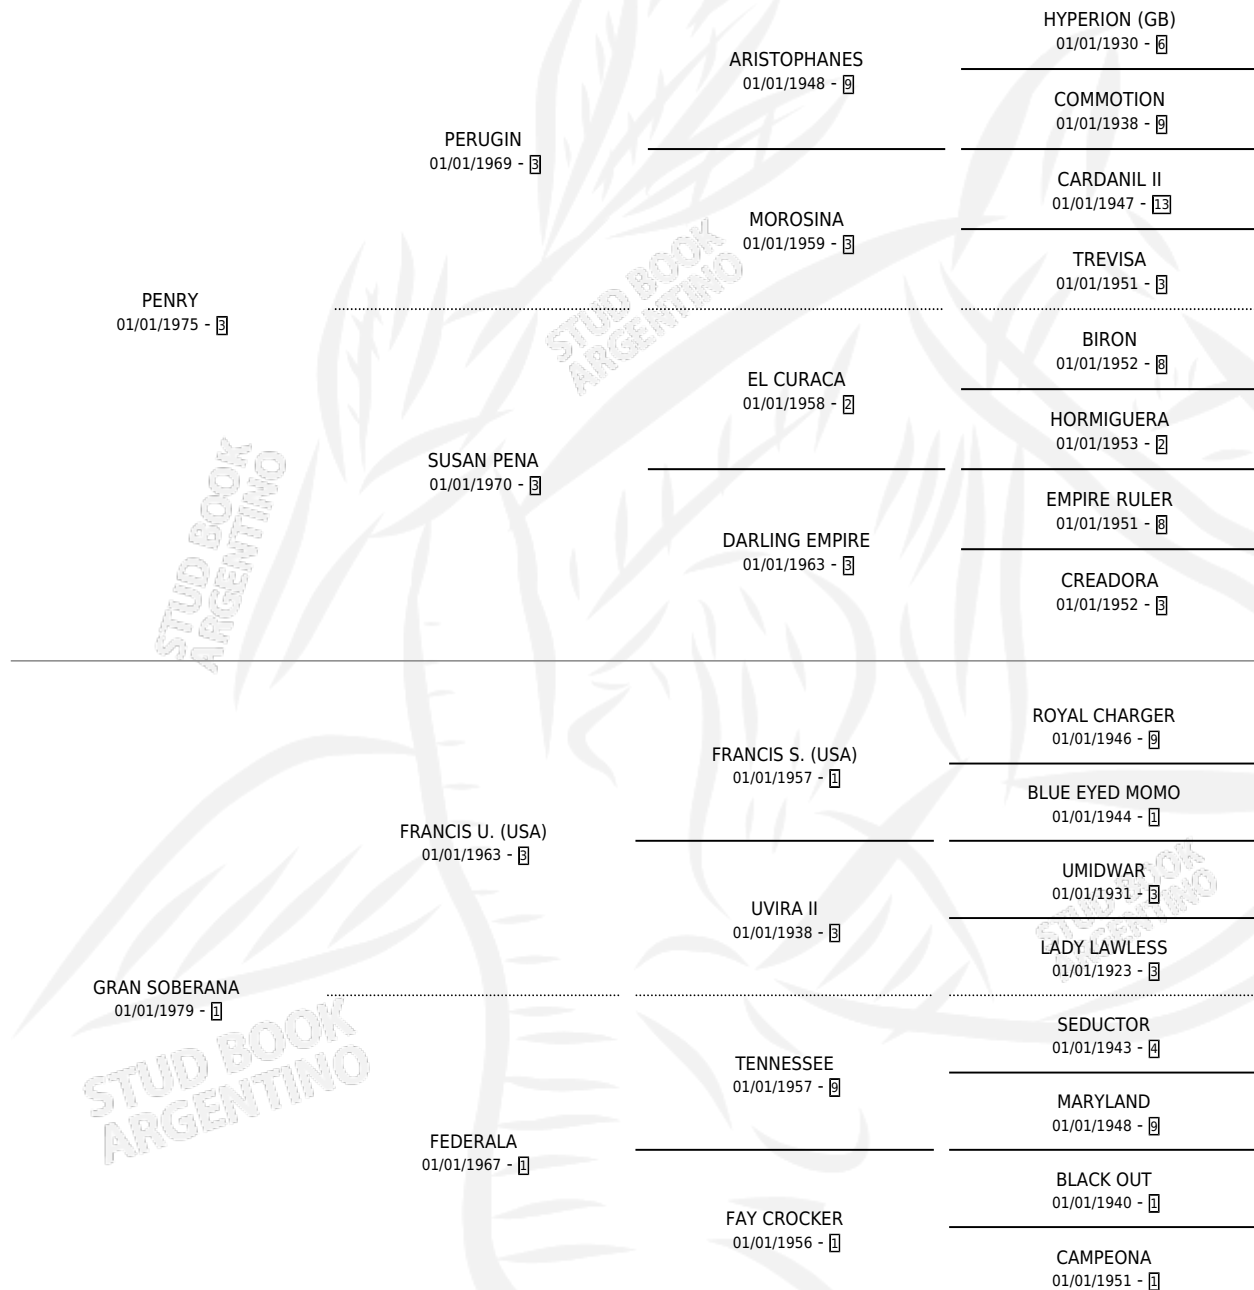 HYPERION (GB)
01/01/1930 - 6
ARISTOPHANES
01/01/1948 - 9
COMMOTION
01/01/1938 - 9
PERUGIN
01/01/1969 - 3
CARDANIL II
01/01/1947 - 13
MOROSINA
01/01/1959 - 3
TREVISA
01/01/1951 - 3
PENRY
01/01/1975 - 3
BIRON
01/01/1952 - 8
EL CURACA
01/01/1958 - 2
HORMIGUERA
01/01/1953 - 2
SUSAN PENA
01/01/1970 - 3
EMPIRE RULER
01/01/1951 - 8
DARLING EMPIRE
01/01/1963 - 3
CREADORA
01/01/1952 - 3
STUD BOOK
ARGENTINO
STUD BOOK
ARGENTINO
ROYAL CHARGER
01/01/1946 - 9
FRANCIS S. (USA)
01/01/1957 - 1
BLUE EYED MOMO
01/01/1944 - 1
FRANCIS U. (USA)
01/01/1963 - 3
UMIDWAR
01/01/1931 - 3
UVIRA II
01/01/1938 - 3
LADY LAWLESS
01/01/1923 - 3
STUD BOOK
ARGENTINO
GRAN SOBERANA
01/01/1979 - 1
SEDUCTOR
01/01/1943 - 4
TENNESSEE
01/01/1957 - 9
MARYLAND
01/01/1948 - 9
STUD BOOK
ARGENTINO
FEDERALA
01/01/1967 - 1
BLACK OUT
01/01/1940 - 1
FAY CROCKER
01/01/1956 - 1
CAMPEONA
01/01/1951 - 1